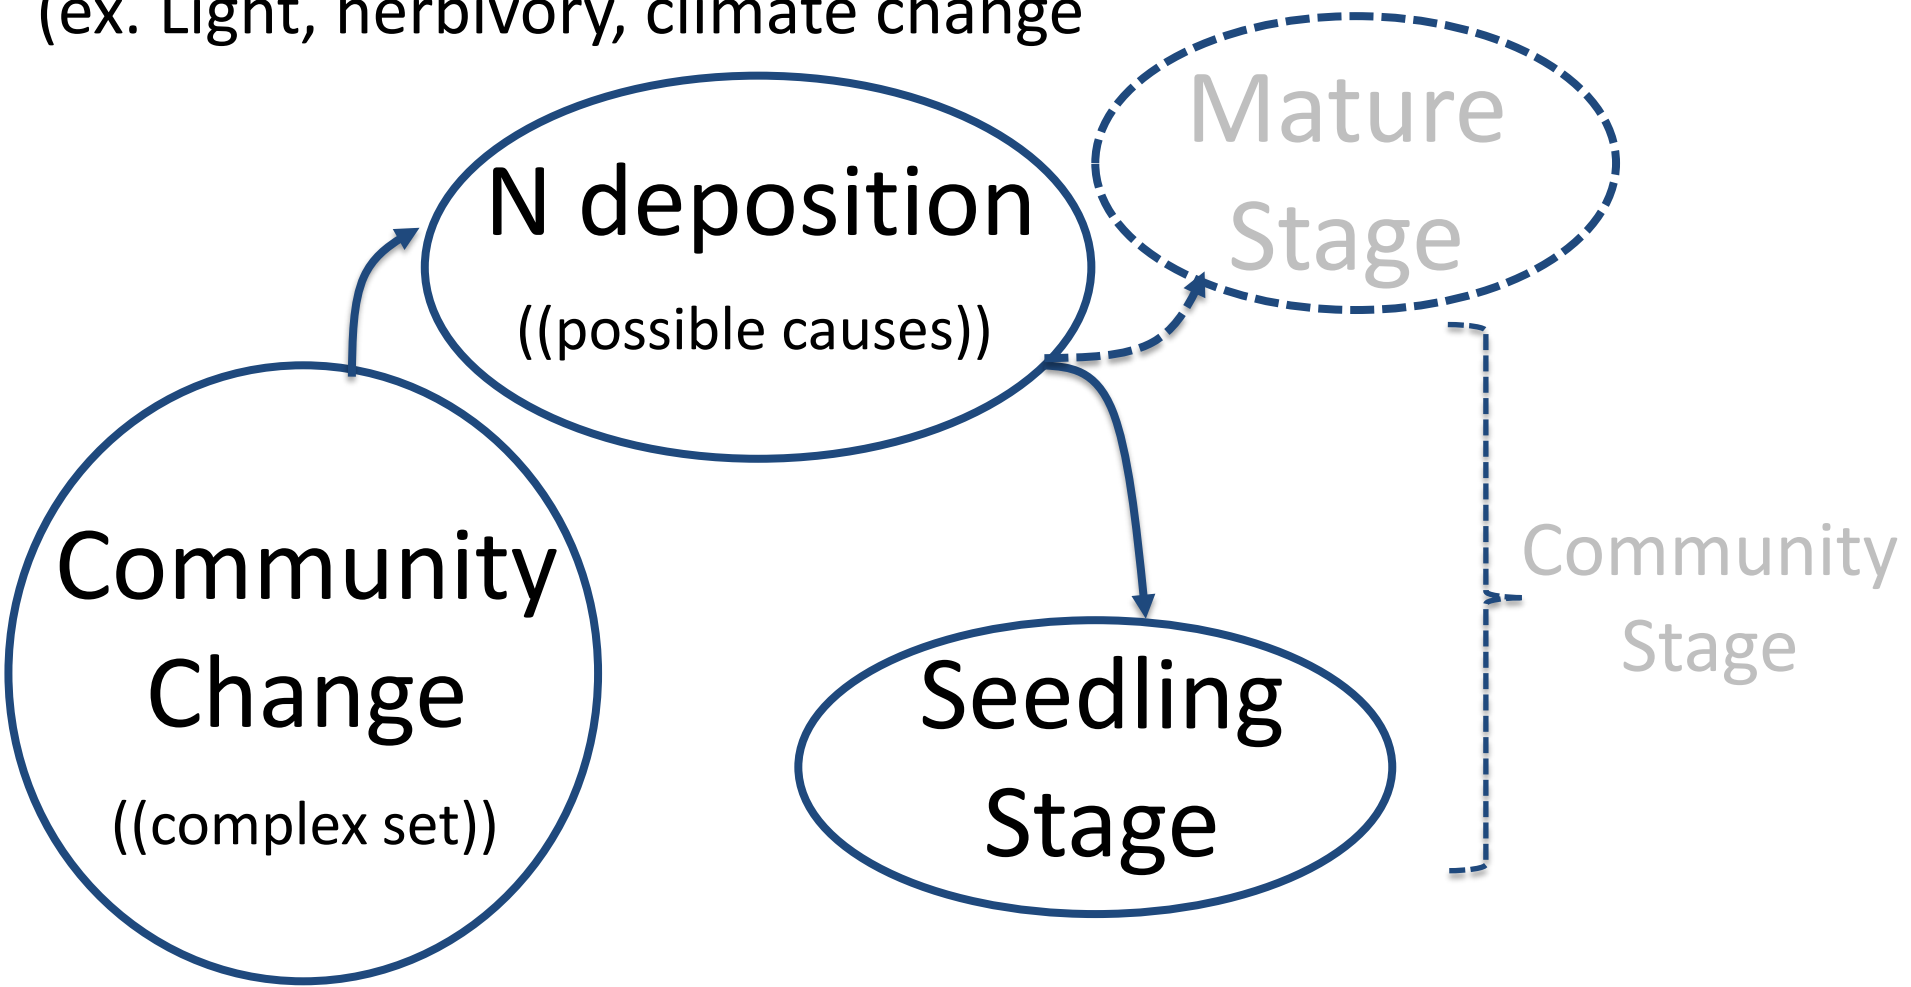 (ex. Light, herbivory, climate change
Mature
Stage
N deposition
((possible causes))
Community
Change
((complex set))
Seedling
Stage
Community
Stage